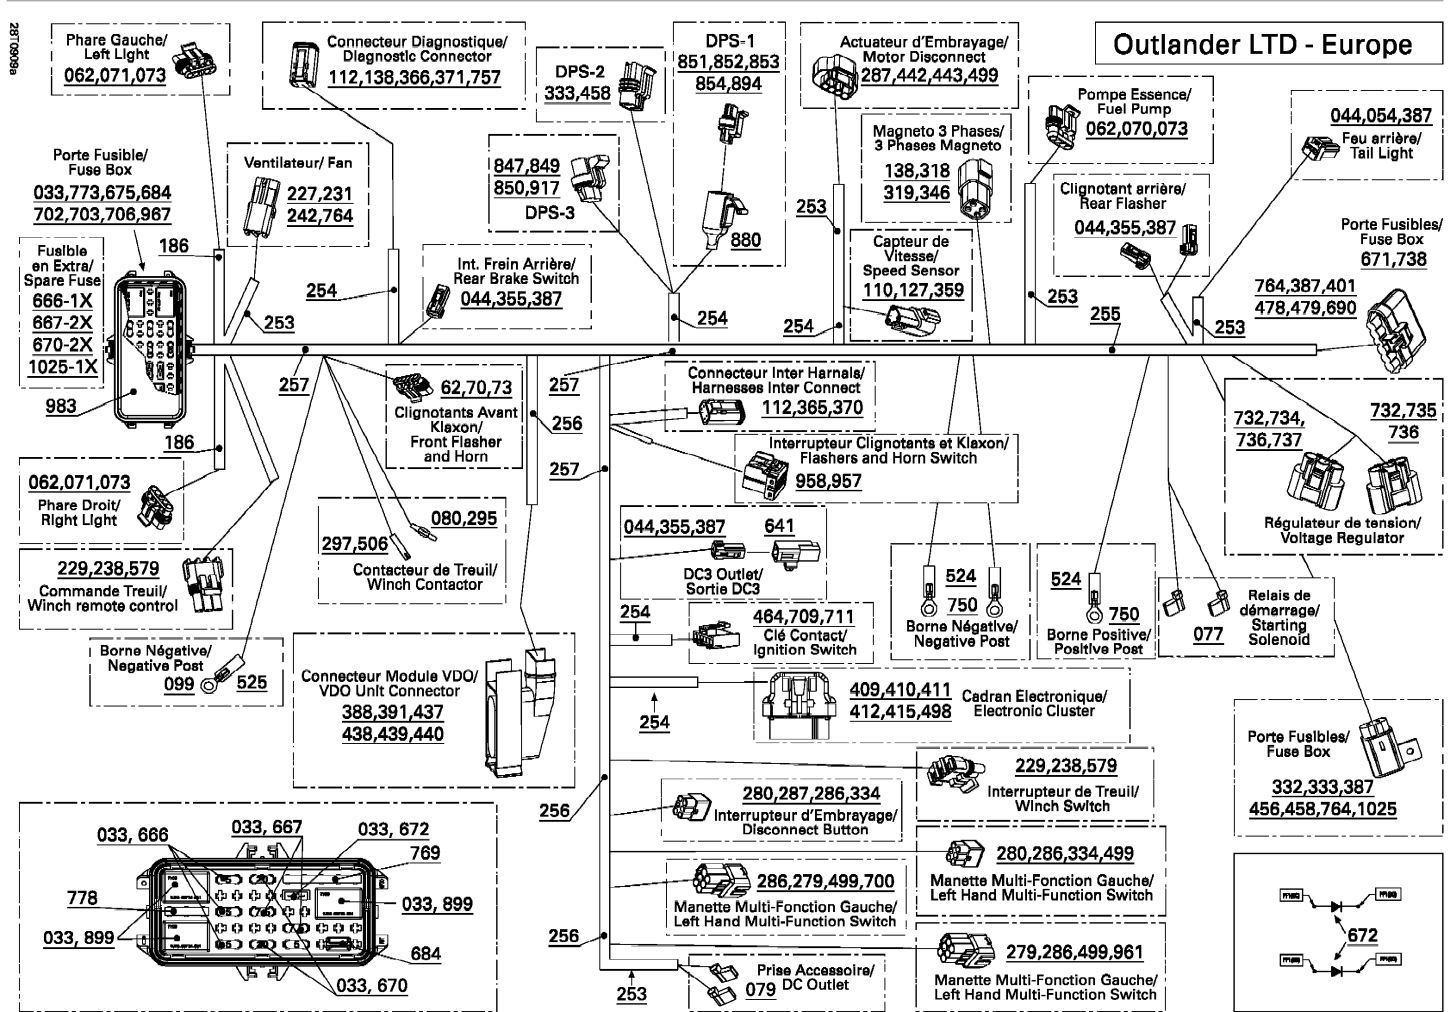 28T0909a
Outlander LTD - Europe
Phare Gauche/
Left Light
062,071,073
Connecteur Diagnostique/
Diagnostic Connector
112,138,366,371,757
DPS-2
333,458
DPS-1
851,852,853
854,894
880
Actuateur d'Embrayage/
Motor Disconnect
287,442,443,499
Magneto 3 Phases/
3 Phases Magneto
138,318
319,346
Pompe Essence/
Fuel Pump
062,070,073
044,054,387
Feu arrière/
Tail Light
Porte Fusible/
Fuse Box
033,773,675,684
702,703,706,967
Ventilateur/ Fan
227,231
242,764
847,849
850,917
DPS-3
Clignotant arrière/
Rear Flasher
044,355,387
Fusible
en Extra/
Spare Fuse
666-1X
667-2X
670-2X
1025-1X
983
186
253
257
254
Int. Frein Arrière/
Rear Brake Switch
044,355,387
254
253
Capteur de
Vitesse/
Speed Sensor
110,127,359
254
253
255
253
Porte Fusibles/
Fuse Box
671,738
764,387,401
478,479,690
186
62,70,73
Clignotants Avant
Klaxon/
Front Flasher
and Horn
256
257
257
Connecteur Inter Harnais/
Harnesses Inter Connect
112,365,370
Interrupteur Clignotants et Klaxon/
Flashers and Horn Switch
958,957
732,734,
736,737
732,735
736
Régulateur de tension/
Voltage Regulator
062,071,073
Phare Droit/
Right Light
229,238,579
Commande Treuil/
Winch remote control
297,506
080,295
Contacteur de Treuil/
Winch Contactor
044,355,387
641
DC3 Outlet/
Sortie DC3
524
750
Borne Négative/
Negative Post
524
750
Borne Positive/
Positive Post
077
Relais de
démarrage/
Starting
Solenoid
Borne Négative/
Negative Post
099
525
Connecteur Module VDO/
VDO Unit Connector
388,391,437
438,439,440
254
464,709,711
Clé Contact/
Ignition Switch
254
409,410,411
412,415,498
Cadran Electronique/
Electronic Cluster
256
229,238,579
Interrupteur de Treuil/
Winch Switch
Porte Fusibles/
Fuse Box
332,333,387
456,458,764,1025
280,287,286,334
Interrupteur d'Embrayage/
Disconnect Button
280,286,334,499
Manette Multi-Fonction Gauche/
Left Hand Multi-Function Switch
286,279,499,700
Manette Multi-Fonction Gauche/
Left Hand Multi-Function Switch
256
279,286,499,961
Manette Multi-Fonction Gauche/
Left Hand Multi-Function Switch
253
079
Prise Accessoire/
DC Outlet
033, 666
033, 667
033, 672
769
778
033, 899
033, 899
684
033, 670
672